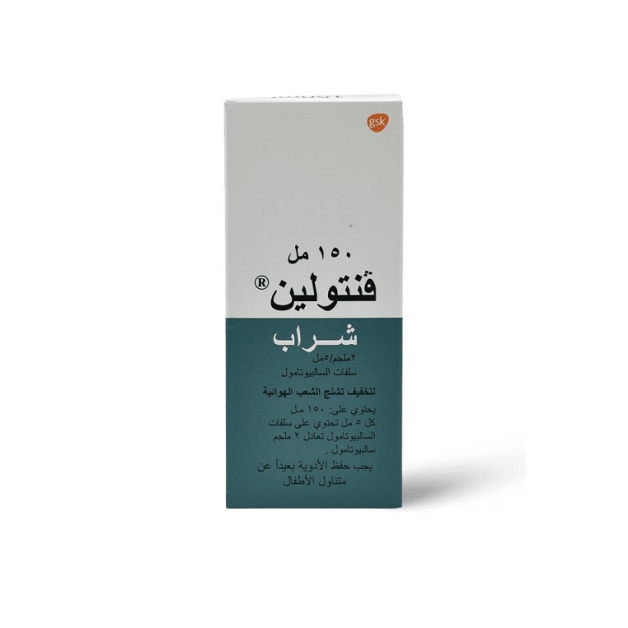 gsk
١٥٠ مل
ڤنتولين®
شراب
٢ملجم/٥مل
سلفات السالبيوتامول
لتخفيف تشنج الشعب الهوائية
يحتوي على: ١٥٠ مل
كل ٥ مل تحتوي على سلفات
السالبيوتامول تعادل ٢ ملجم
سالبيوتامول .
يجب حفظ الأدوية بعيداً عن
متناول الأطفال